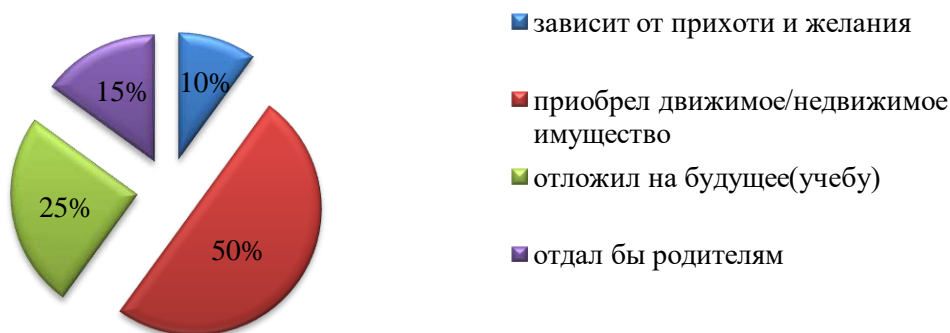 зависит от прихоти и желания
15%
10%
приобрел движимое/недвижимое
имущество
отложил на будущее(учебу)
25%
50%
отдал бы родителям